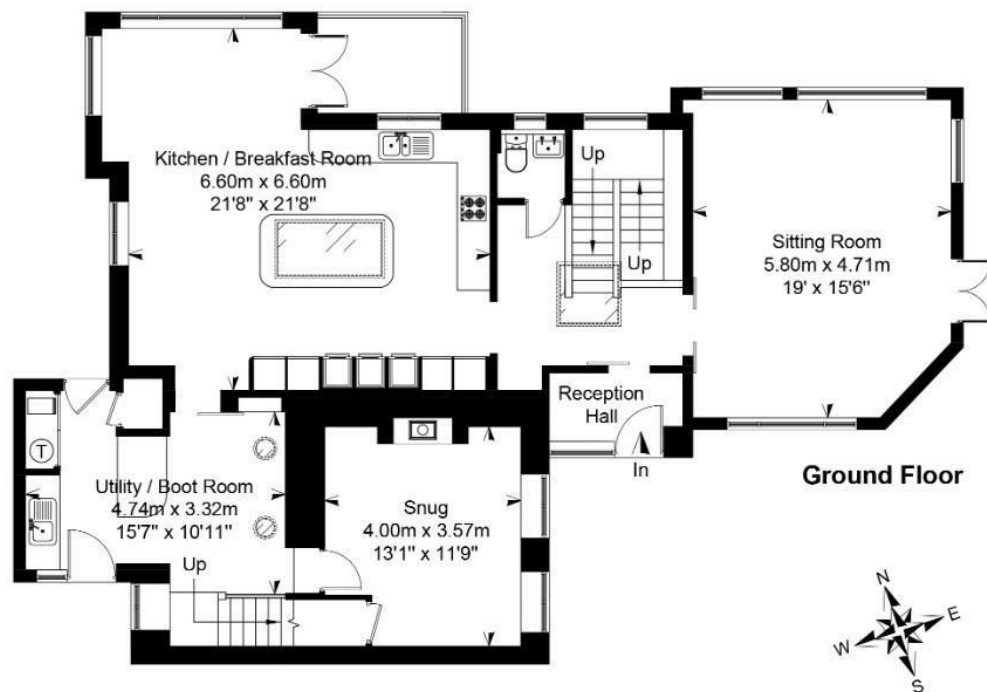 Kitchen / Breakfast Room
6.60m x 6.60m
21'8" x 21'8"
Up
Up
Sitting Room
5.80m x 4.71m
19' x 15'6"
Reception
Hall
In
Ground Floor
T
Utility / Boot Room
4.74m x 3.32m
15'7" x 10'11"
Up
Snug
4.00m x 3.57m
13'1" x 11'9"
N
E
W
S